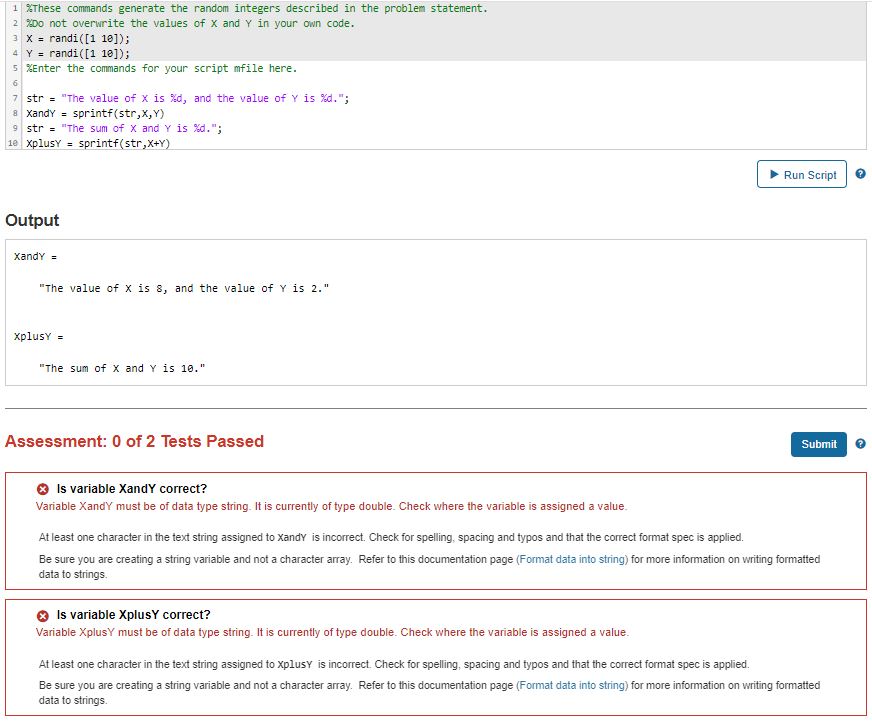 1 %These commands generate the random integers described in the problem statement.
2 %Do not overwrite the values of X and Y in your own code.
3 X = randi([1 10]);
4 Y = randi([1 10]);
5 %Enter the commands for your script mfile here.
6
7 str = "The value of X is %d, and the value of Y is %d.";
8 XandY = sprintf(str,X,Y)
9 str = "The sum of X and Y is %d.";
10 XplusY = sprintf(str,X+Y)
Run Script ?
Output
XandY =
"The value of X is 8, and the value of Y is 2."
XplusY =
"The sum of X and Y is 10."
Assessment: 0 of 2 Tests Passed
Submit ?
Is variable XandY correct?
Variable XandY must be of data type string. It is currently of type double. Check where the variable is assigned a value.
At least one character in the text string assigned to XandY is incorrect. Check for spelling, spacing and typos and that the correct format spec is applied.
Be sure you are creating a string variable and not a character array. Refer to this documentation page (Format data into string) for more information on writing formatted
data to strings.
Is variable XplusY correct?
Variable XplusY must be of data type string. It is currently of type double. Check where the variable is assigned a value.
At least one character in the text string assigned to XplusY is incorrect. Check for spelling, spacing and typos and that the correct format spec is applied.
Be sure you are creating a string variable and not a character array. Refer to this documentation page (Format data into string) for more information on writing formatted
data to strings.